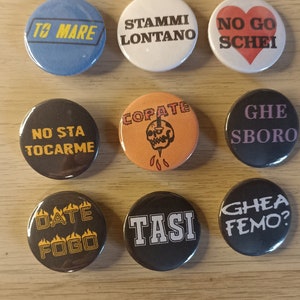 TO MARE
STAMMI
LONTANO
NO GO
SCHEI
NO STA
TOCARME
COPATE
GHE
SBORO
DATE
FOGO
TASI
GHEA
FEMO?